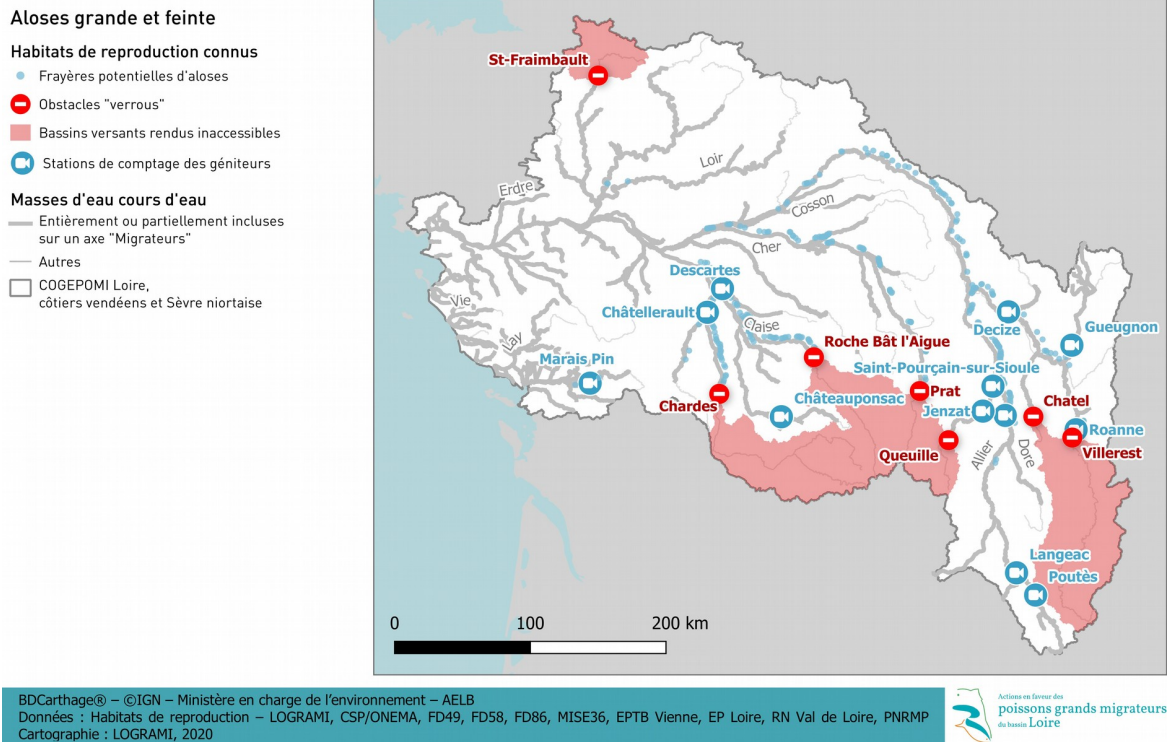 Aloses grande et feinte
Habitats de reproduction connus
Frayères potentielles d'aloses
Obstacles "verrous"
Bassins versants rendus inaccessibles
Stations de comptage des géniteurs
Masses d'eau cours d'eau
Entièrement ou partiellement incluses
sur un axe "Migrateurs"
Autres
COGEPOMI Loire,
côtiers vendéens et Sèvre niortaise
St-Fraimbault
Loir
Erdre
Cosson
Cher
Descartes
Vie
Châtellerault
Claise
Decize
Gueugnon
Lay
Roche Bât l'Aigue
Marais Pin
Saint-Pourçain-sur-Sioule
Prat
Chardes
Châteauponsac
Jenzat
Chatel
Roanne
Queuille
Allier
Dore
Villerest
Langeac
Poutès
0 100 200 km
BDCarthage® – ©IGN – Ministère en charge de l'environnement – AELB
Données : Habitats de reproduction – LOGRAMI, CSP/ONEMA, FD49, FD58, FD86, MISE36, EPTB Vienne, EP Loire, RN Val de Loire, PNRMP
Cartographie : LOGRAMI, 2020
Actions en faveur des
poissons grands migrateurs
du bassin Loire